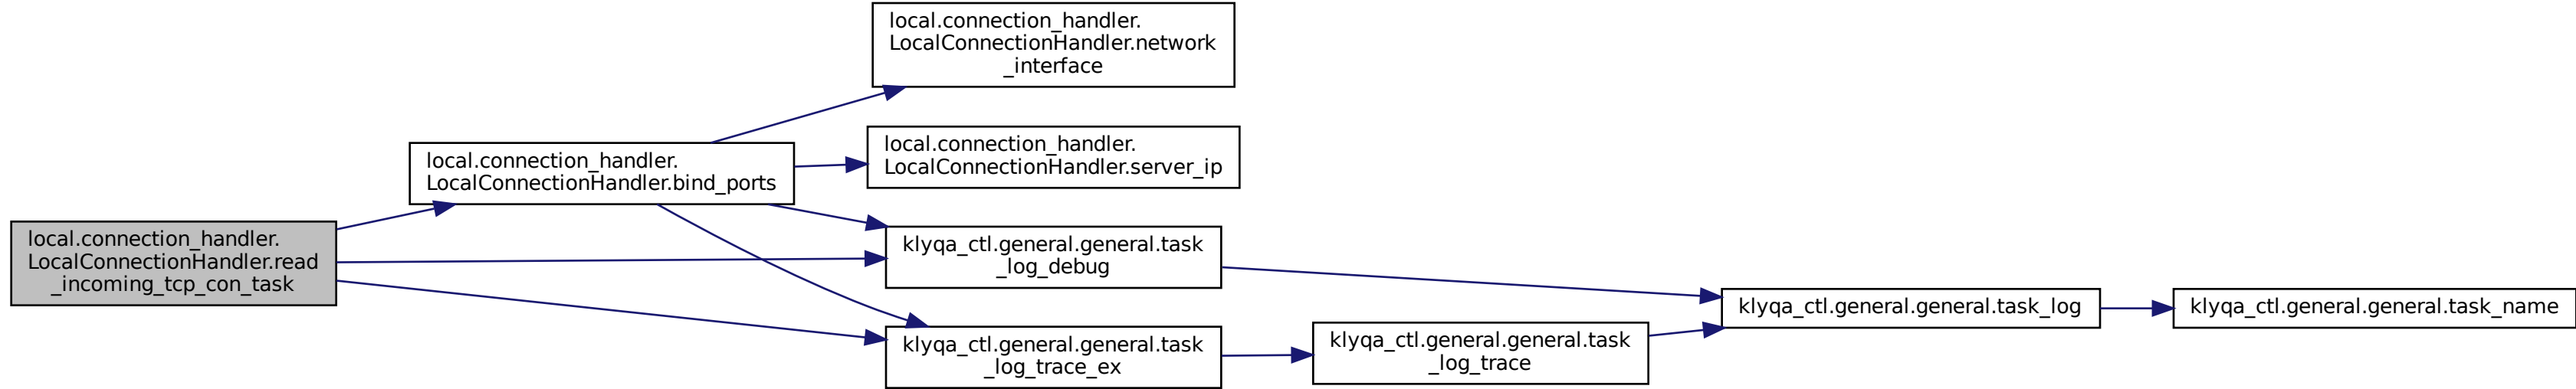 local.connection_handler.
LocalConnectionHandler.read
_incoming_tcp_con_task
local.connection_handler.
LocalConnectionHandler.bind_ports
local.connection_handler.
LocalConnectionHandler.network
_interface
local.connection_handler.
LocalConnectionHandler.server_ip
klyqa_ctl.general.general.task
_log_debug
klyqa_ctl.general.general.task
_log_trace_ex
klyqa_ctl.general.general.task
_log_trace
klyqa_ctl.general.general.task_log
klyqa_ctl.general.general.task_name